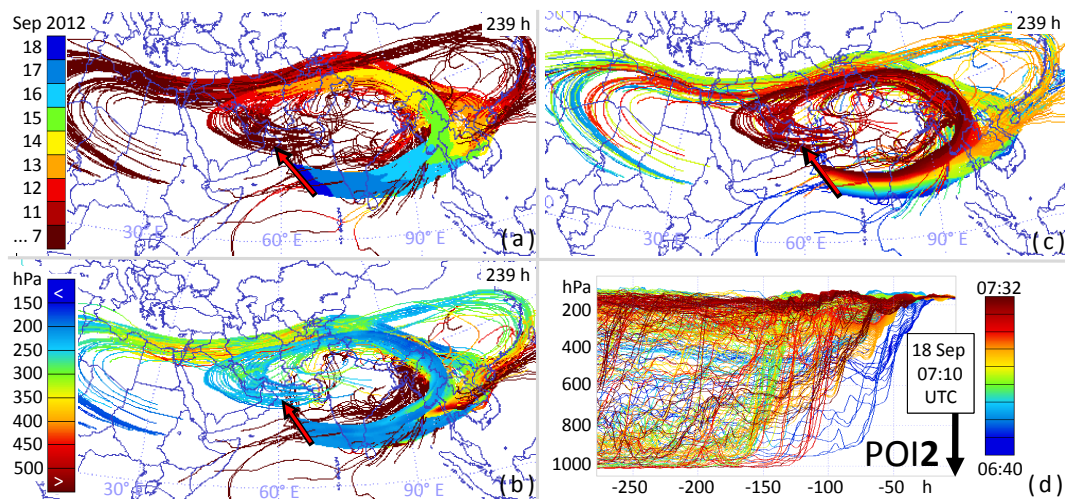 Sep 2012
18
17
16
15
14
13
12
11
... 7
239 h
30° E
60° E
90° E
(a)
239 h
30° E
60° E
90° E
(c)
hPa
<
150
200
250
300
350
400
450
500
>
239 h
30° E
60° E
90° E
(b)
hPa
200
400
600
800
1000
-250
-200
-150
-100
-50
h
18 Sep
07:10
UTC
POI2
07:32
06:40
(d)